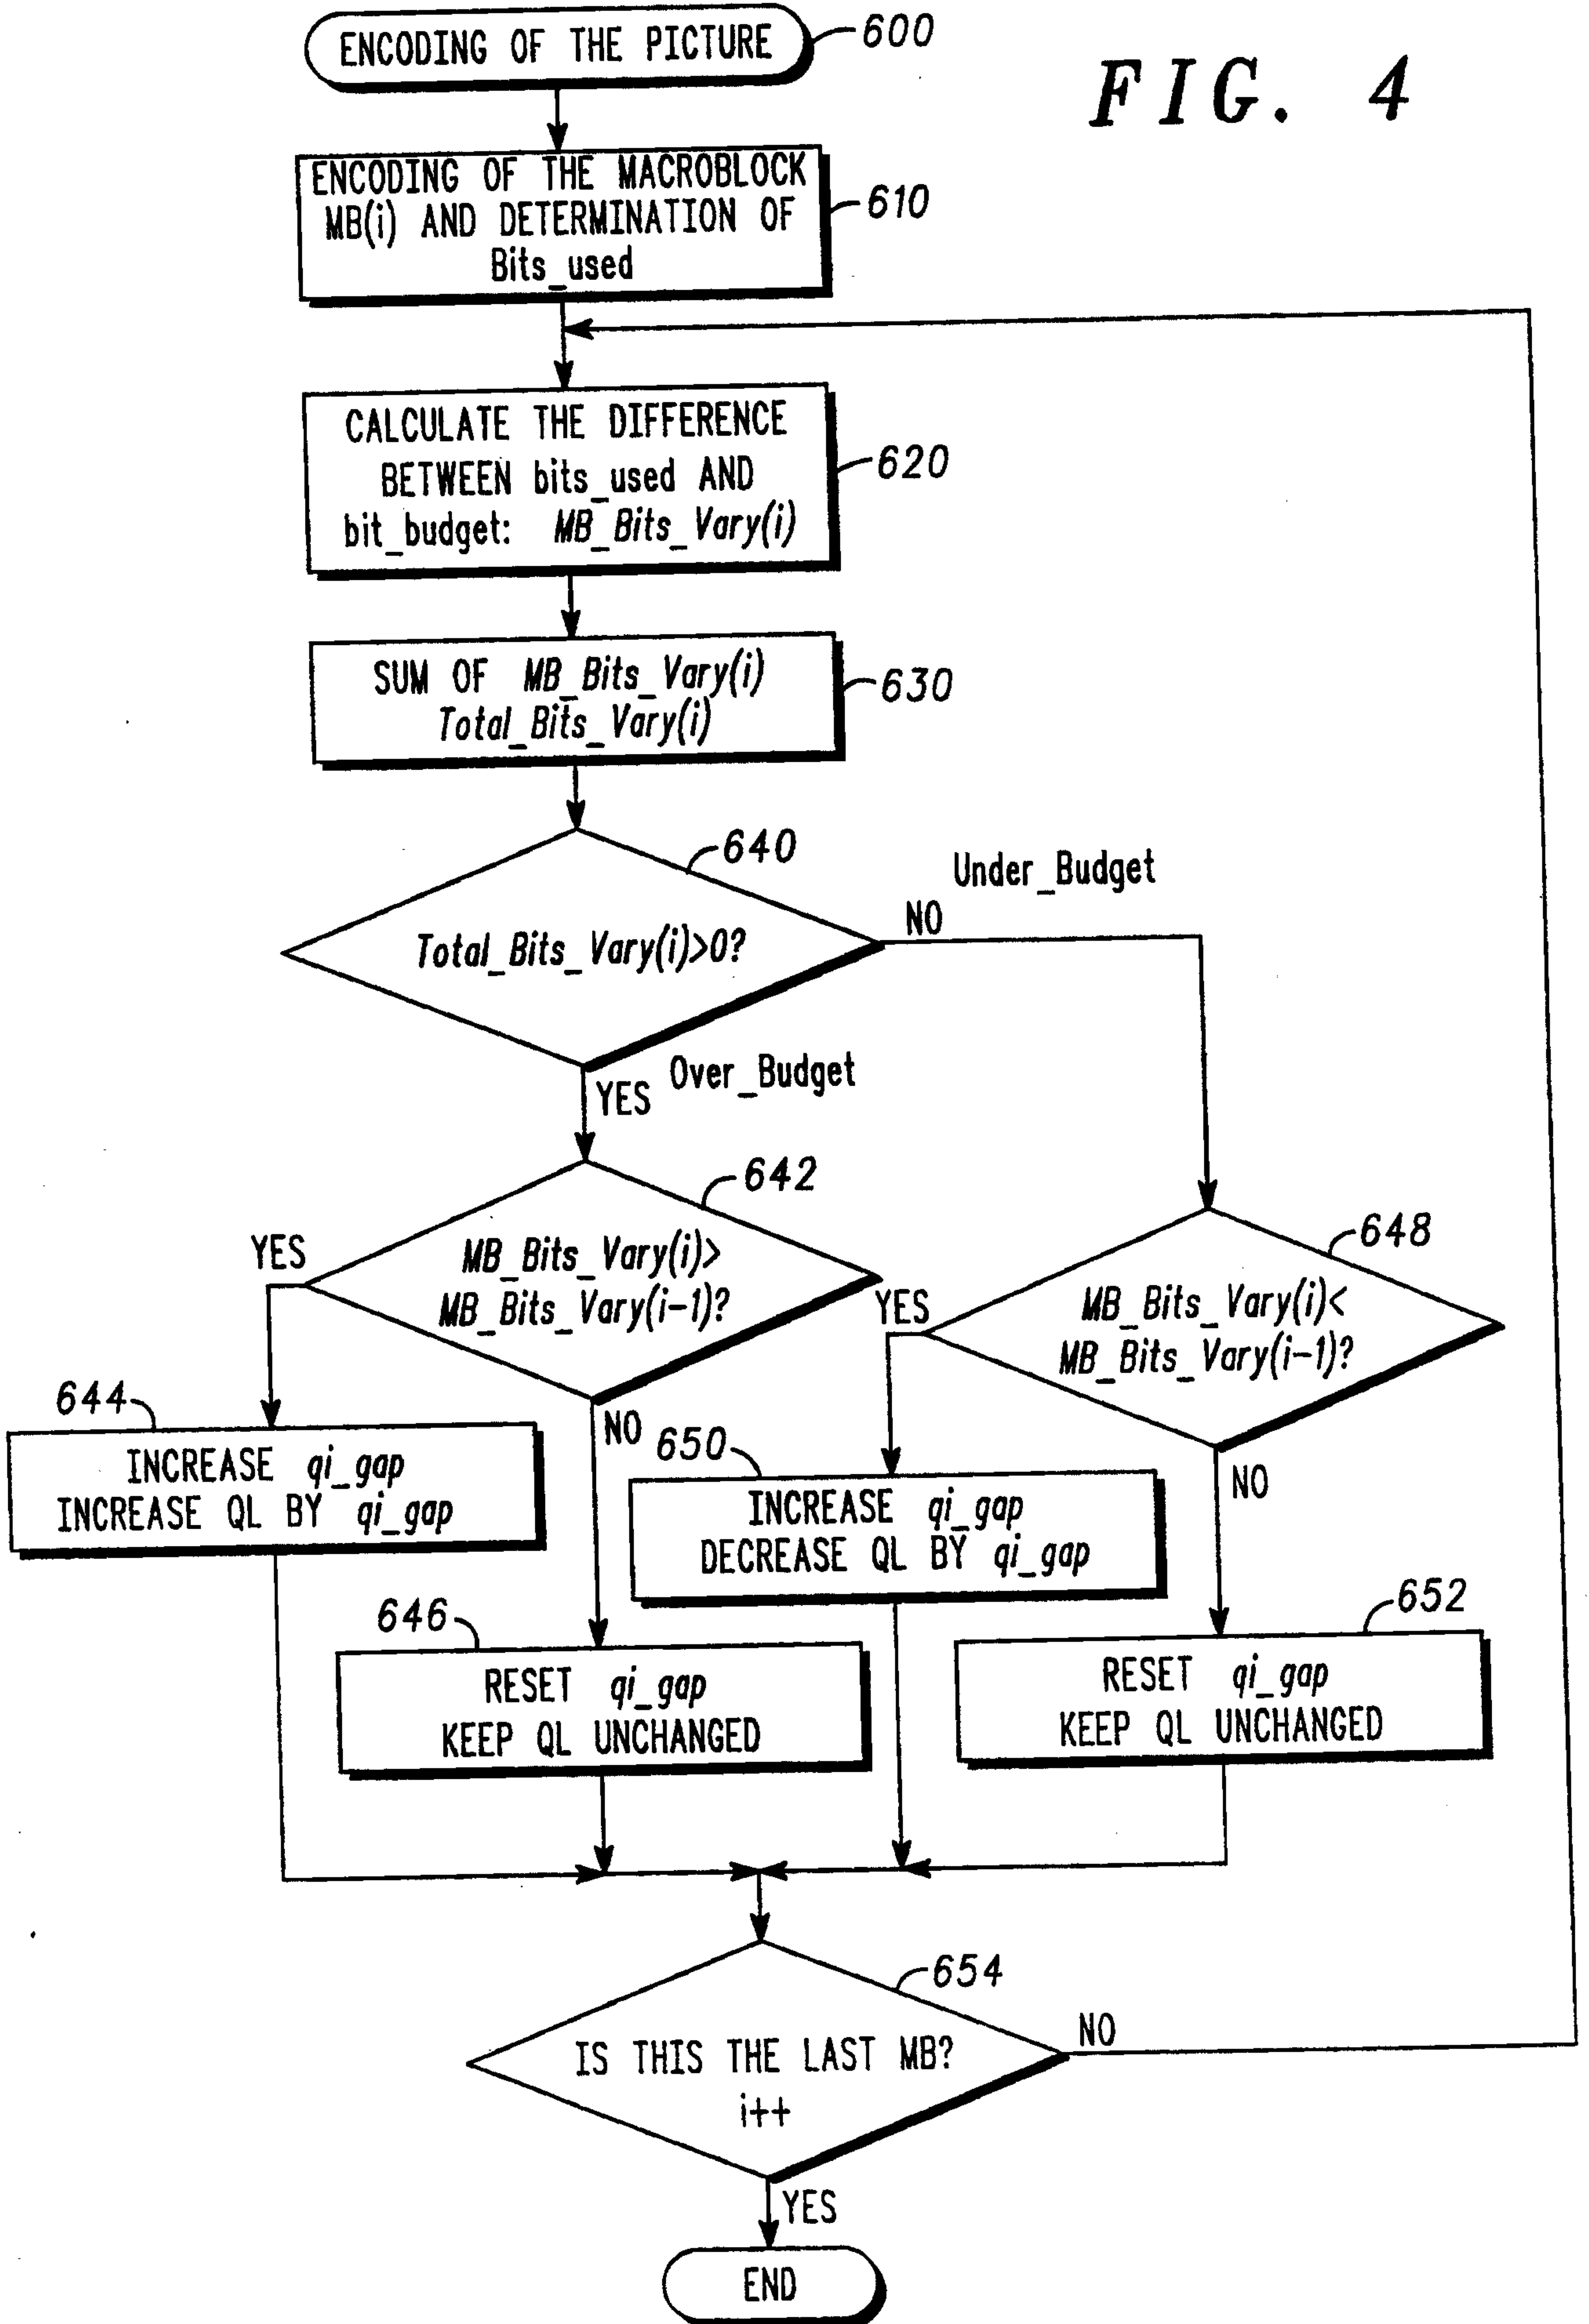 ENCODING OF THE PICTURE
600
FIG. 4
ENCODING OF THE MACROBLOCK
MB(i) AND DETERMINATION OF
Bits_used
610
CALCULATE THE DIFFERENCE
BETWEEN bits_used AND
bit_budget: MB_Bits_Vary(i)
620
SUM OF MB_Bits_Vary(i)
Total_Bits_Vary(i)
630
640
Total_Bits_Vary(i)>0?
NO
Under_Budget
YES
Over_Budget
642
MB_Bits_Vary(i)>
MB_Bits_Vary(i-1)?
YES
648
MB_Bits_Vary(i)<
MB_Bits_Vary(i-1)?
YES
644
INCREASE qi_gap
INCREASE QL BY qi_gap
NO
650
INCREASE qi_gap
DECREASE QL BY qi_gap
NO
646
RESET qi_gap
KEEP QL UNCHANGED
652
RESET qi_gap
KEEP QL UNCHANGED
654
IS THIS THE LAST MB?
i++
NO
YES
END